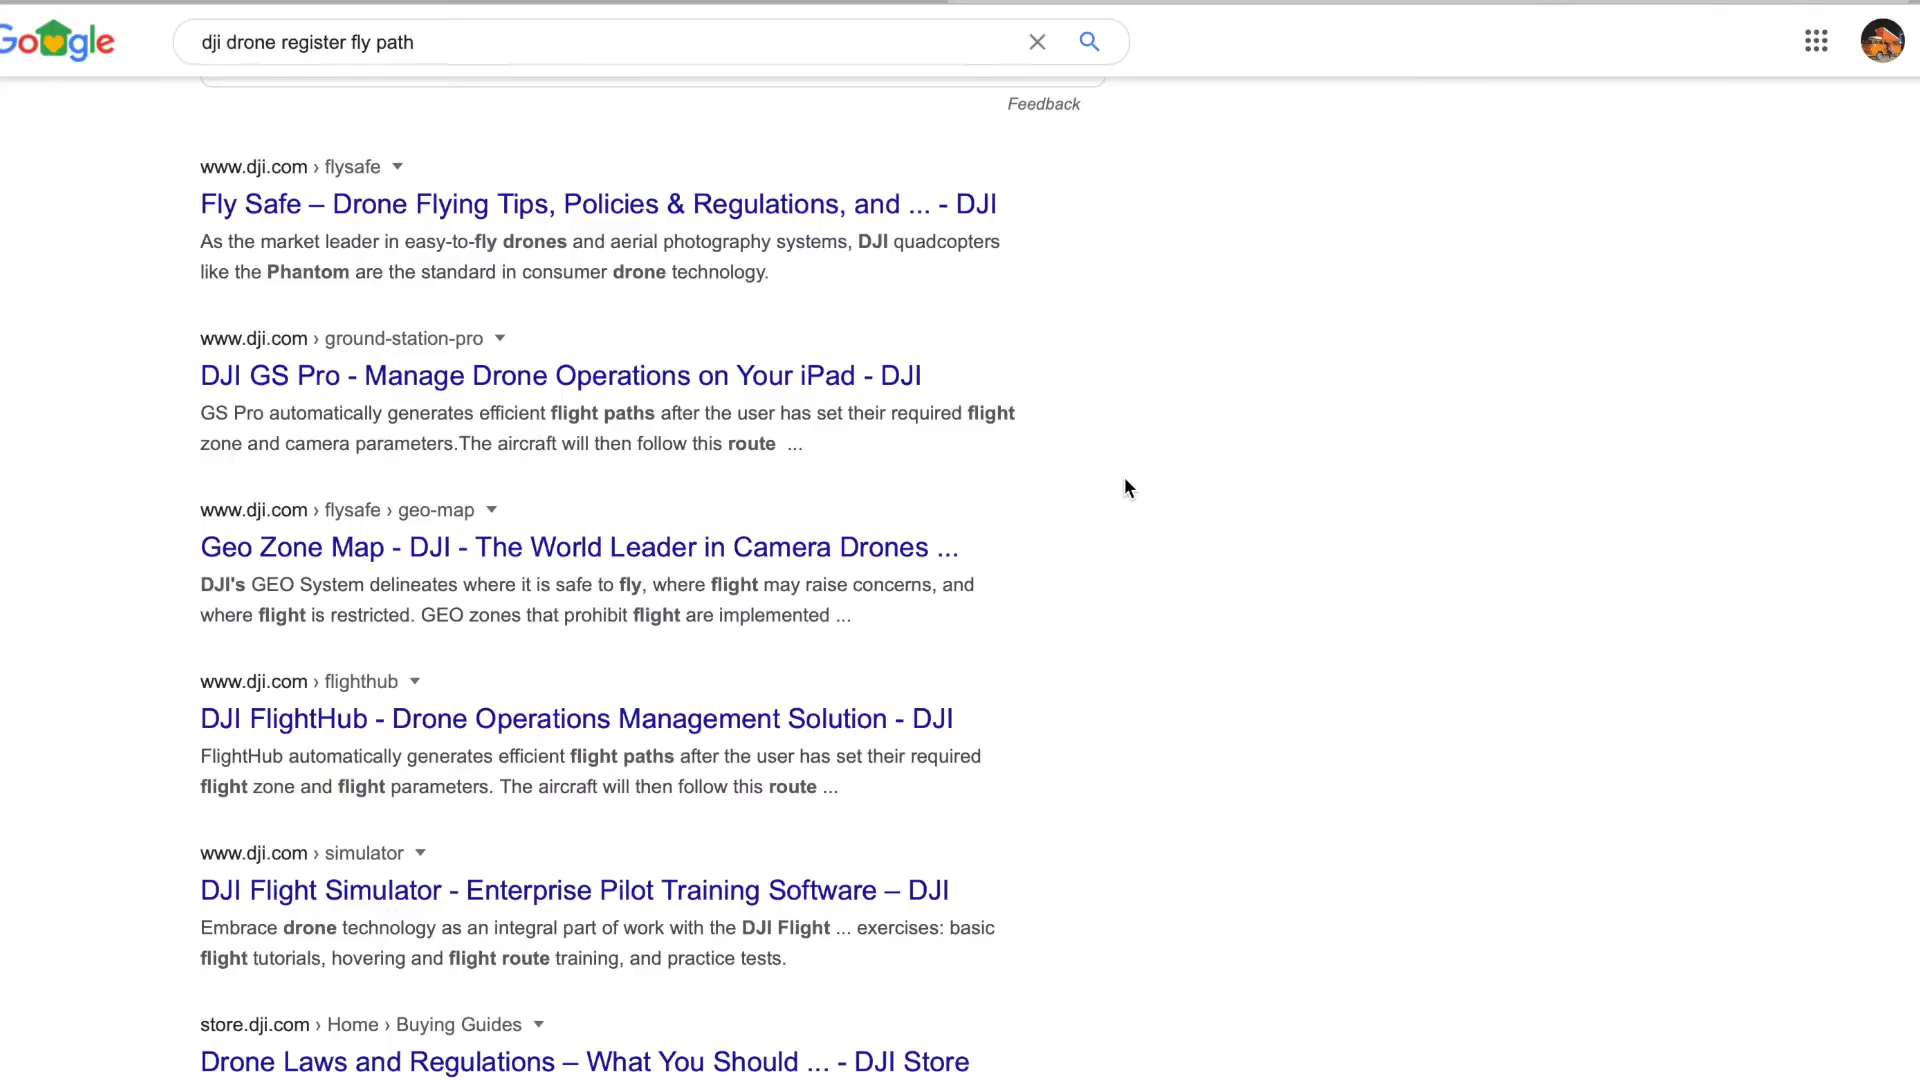 Google
dji drone register fly path
Feedback
www.dji.com › flysafe
Fly Safe – Drone Flying Tips, Policies & Regulations, and ... - DJI
As the market leader in easy-to-fly drones and aerial photography systems, DJI quadcopters
like the Phantom are the standard in consumer drone technology.
www.dji.com › ground-station-pro
DJI GS Pro - Manage Drone Operations on Your iPad - DJI
GS Pro automatically generates efficient flight paths after the user has set their required flight
zone and camera parameters.The aircraft will then follow this route ...
www.dji.com › flysafe › geo-map
Geo Zone Map - DJI - The World Leader in Camera Drones ...
DJI's GEO System delineates where it is safe to fly, where flight may raise concerns, and
where flight is restricted. GEO zones that prohibit flight are implemented ...
www.dji.com › flighthub
DJI FlightHub - Drone Operations Management Solution - DJI
FlightHub automatically generates efficient flight paths after the user has set their required
flight zone and flight parameters. The aircraft will then follow this route ...
www.dji.com › simulator
DJI Flight Simulator - Enterprise Pilot Training Software – DJI
Embrace drone technology as an integral part of work with the DJI Flight ... exercises: basic
flight tutorials, hovering and flight route training, and practice tests.
store.dji.com › Home › Buying Guides
Drone Laws and Regulations – What You Should ... - DJI Store